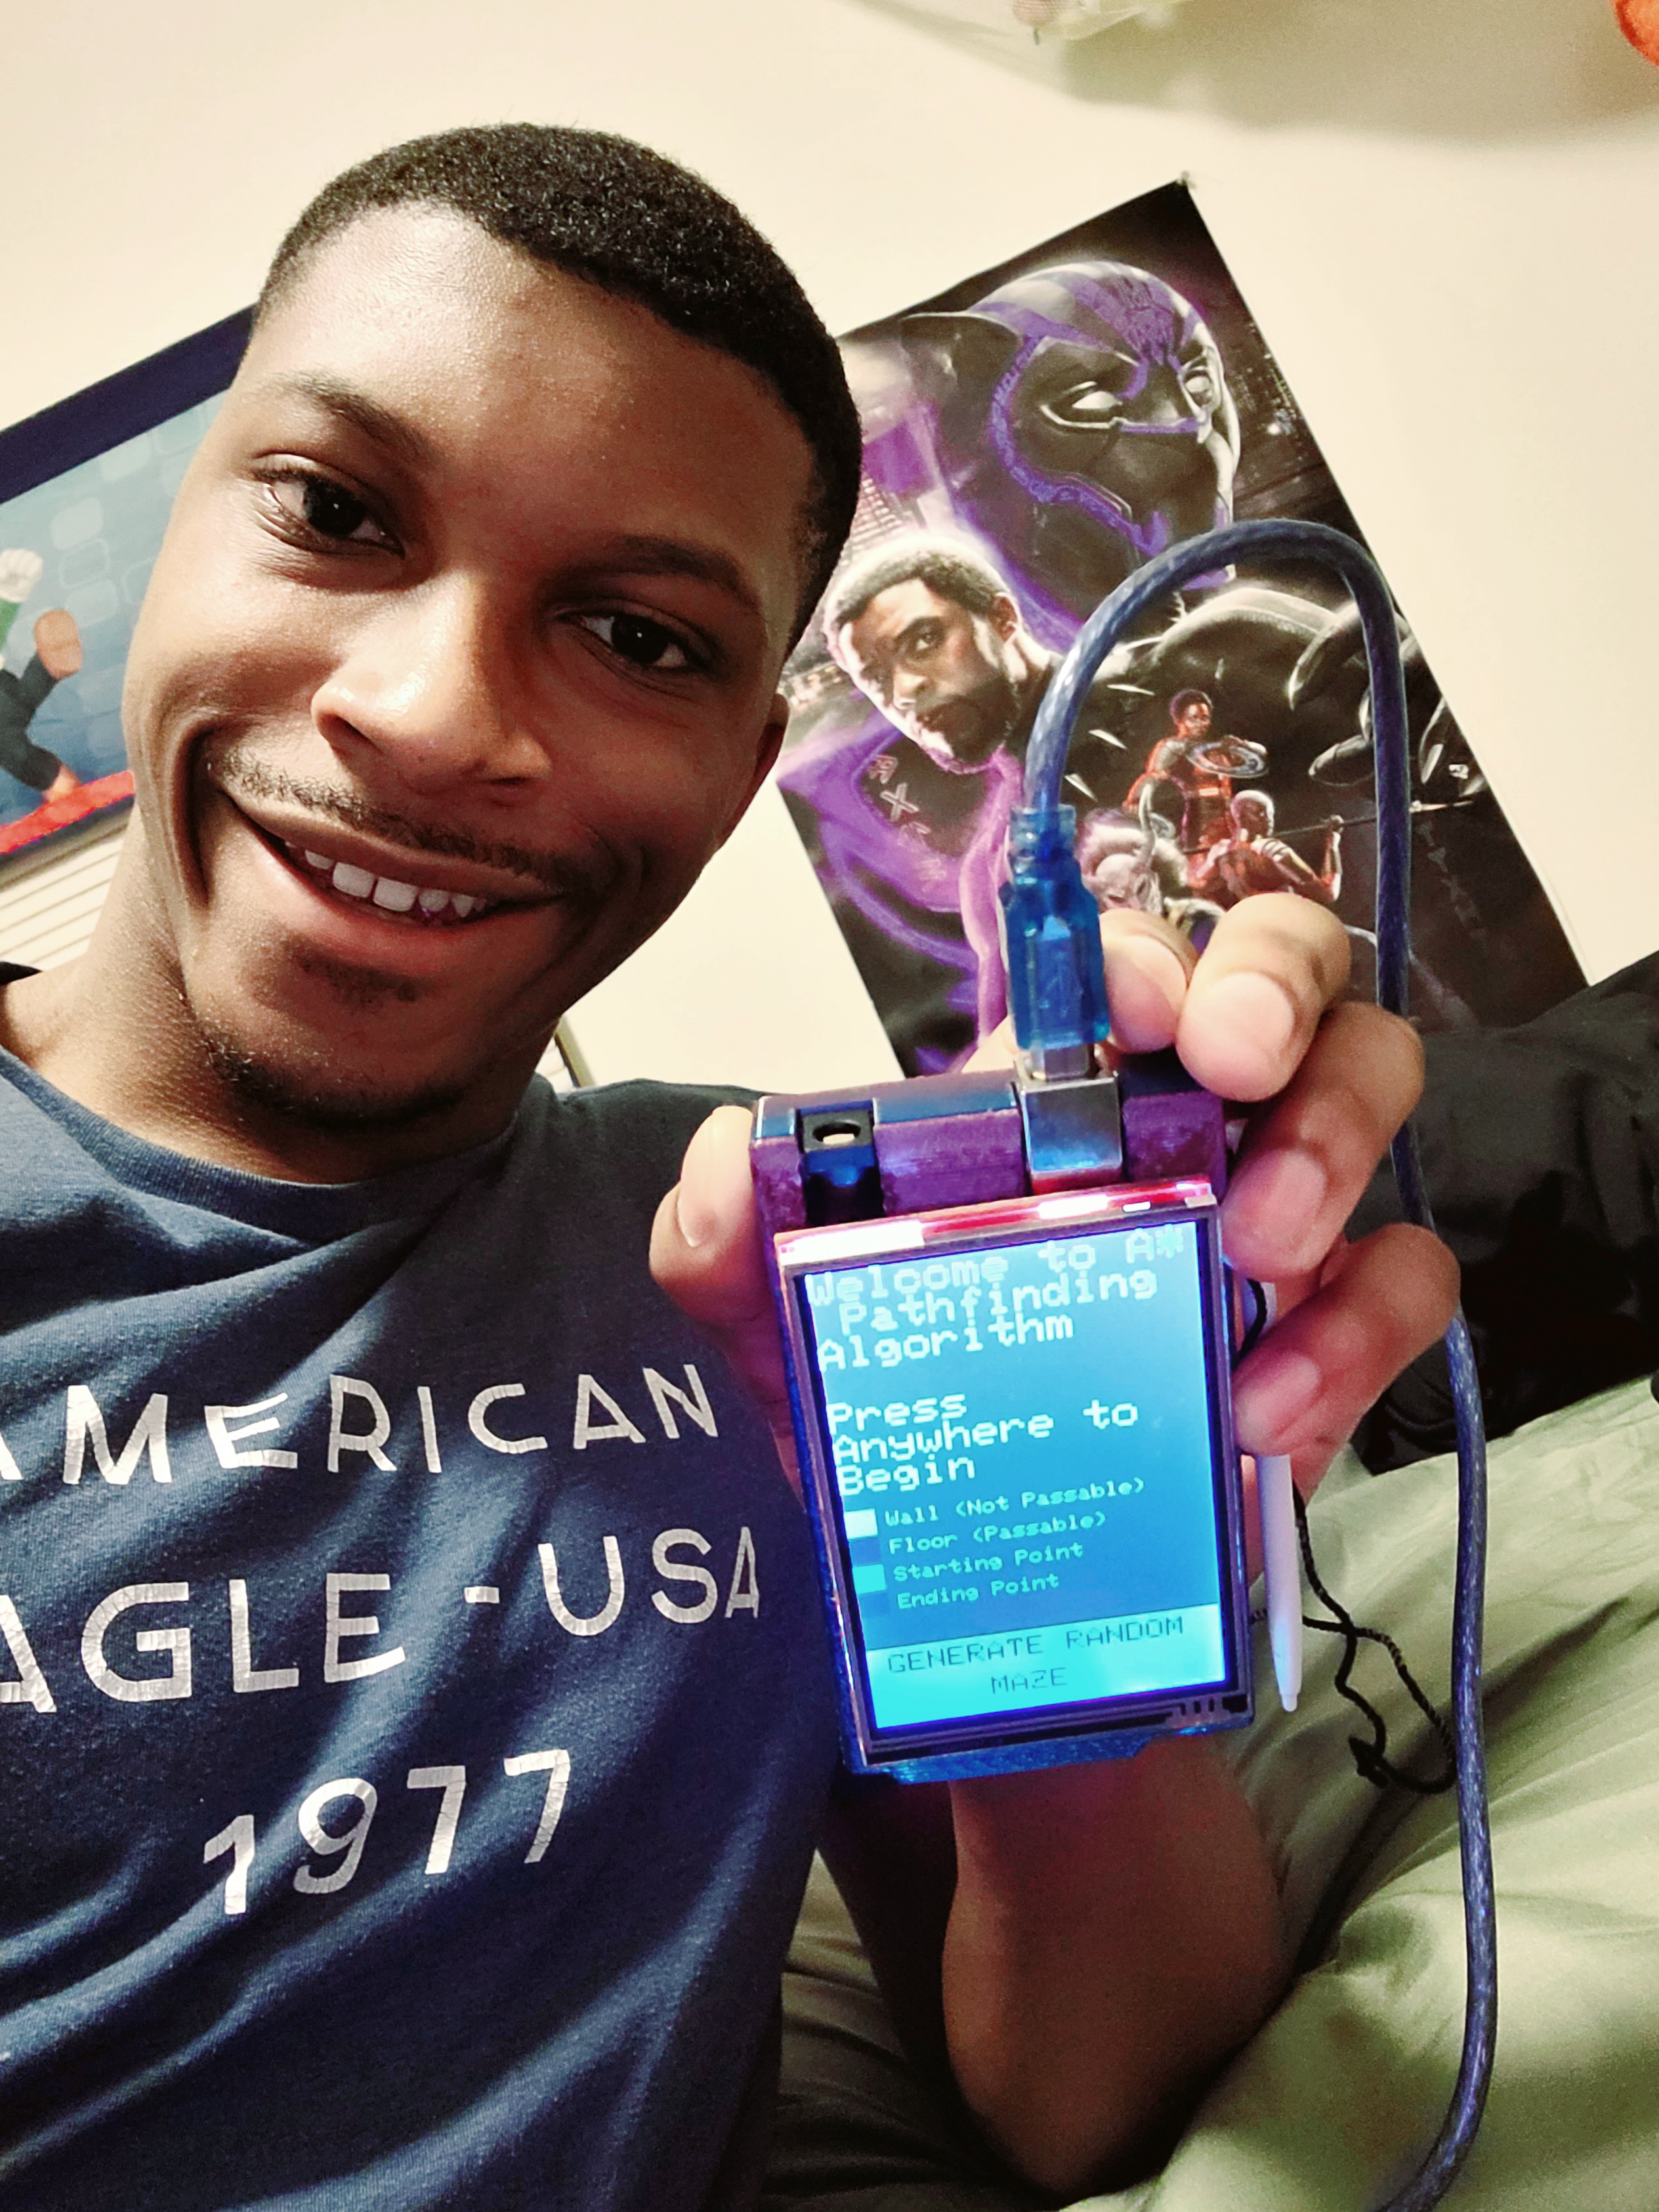 Welcome to A*
Pathfinding
Algorithm
Press
Anywhere to
Begin
Wall (Not Passable)
Floor (Passable)
Starting Point
Ending Point
GENERATE RANDOM
MAZE
AMERICAN
AGLE - USA
1977